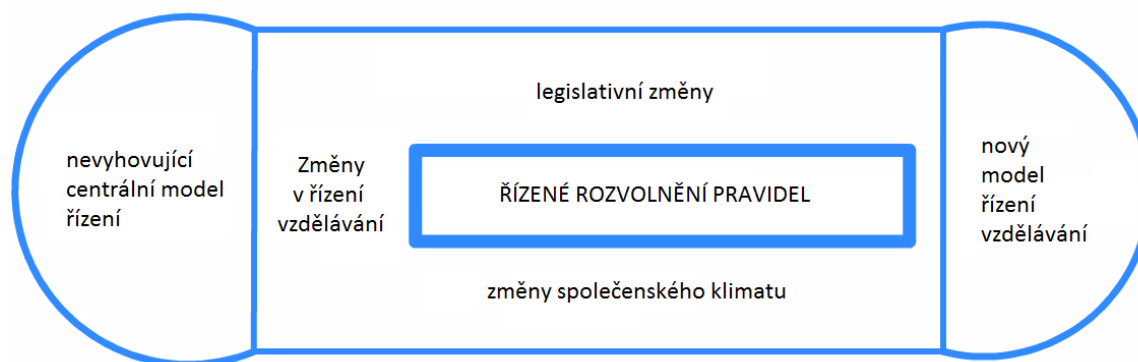 nevyhovující
centrální model
řízení
Změny
v řízení
vzdělávání
legislativní změny
ŘÍZENÉ ROZVOLNĚNÍ PRAVIDEL
změny společenského klimatu
nový
model
řízení
vzdělávání